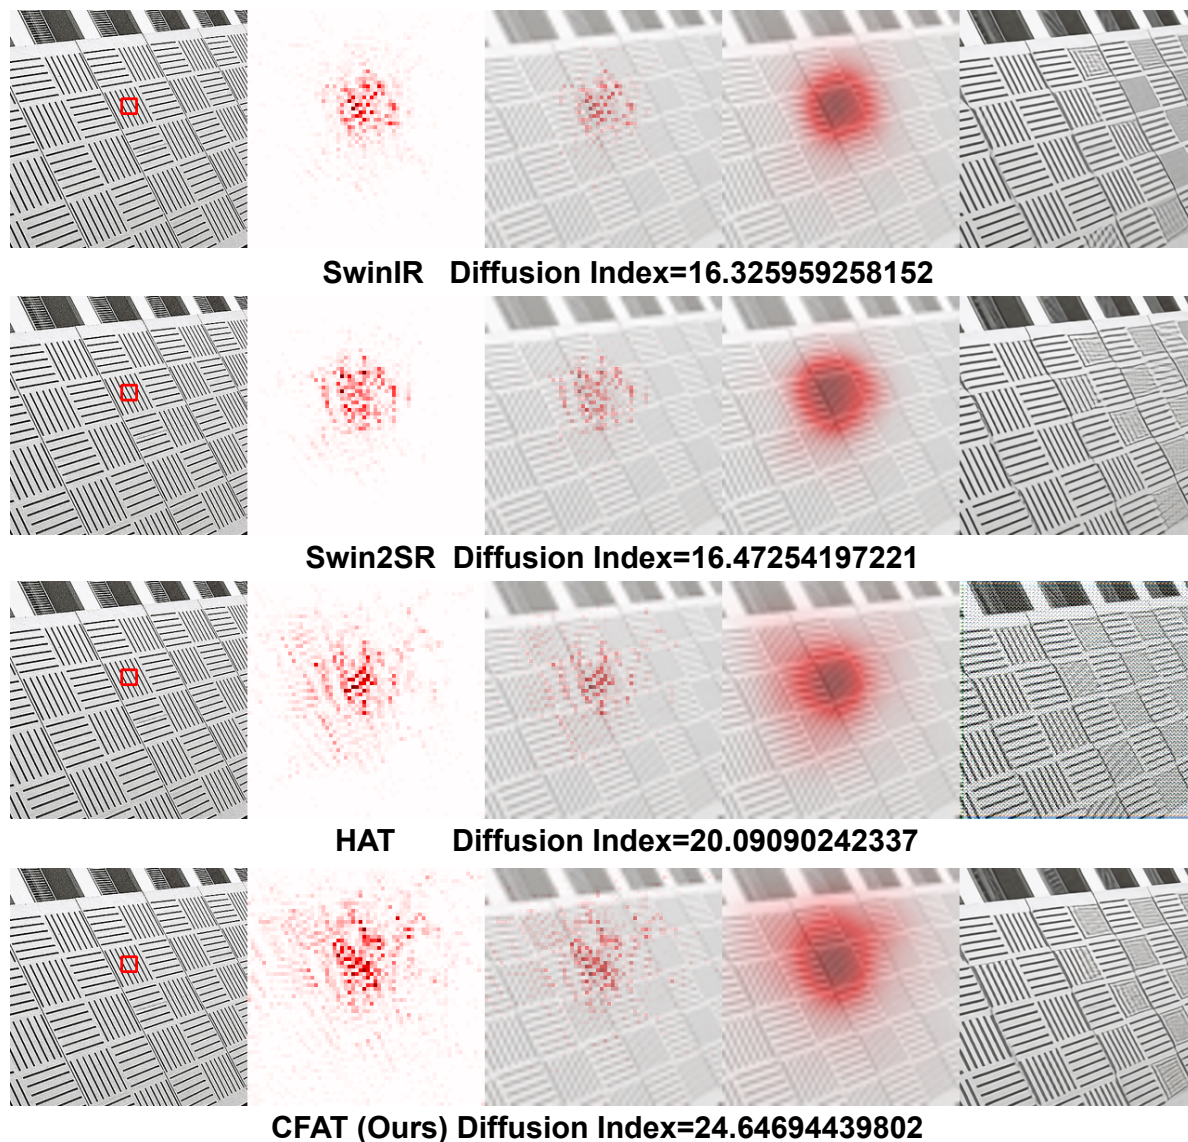 SwinIR Diffusion Index=16.325959258152
Swin2SR Diffusion Index=16.47254197221
HAT Diffusion Index=20.09090242337
CFAT (Ours) Diffusion Index=24.64694439802